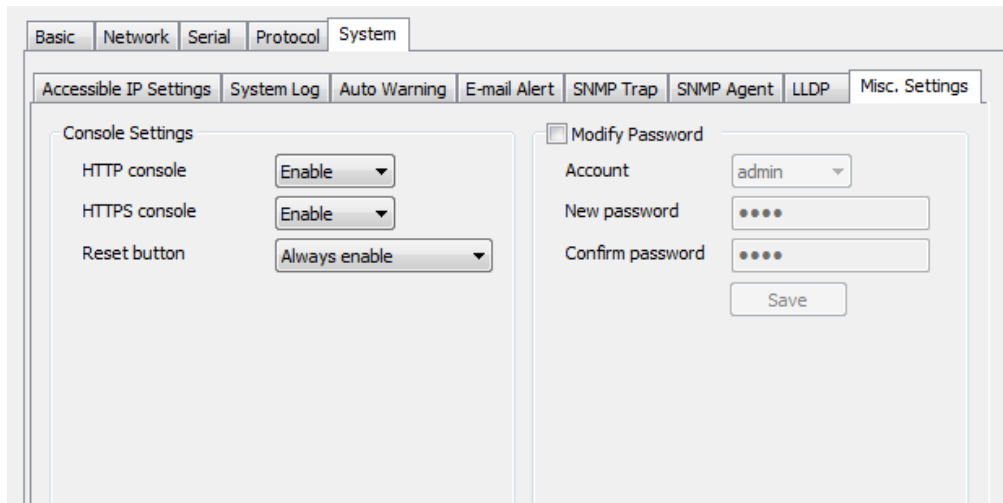 Basic Network Serial Protocol System
Accessible IP Settings System Log Auto Warning E-mail Alert SNMP Trap SNMP Agent LLDP Misc. Settings
Console Settings
HTTP console Enable
HTTPS console Enable
Reset button Always enable
Modify Password
Account admin
New password ●●●●
Confirm password ●●●●
Save